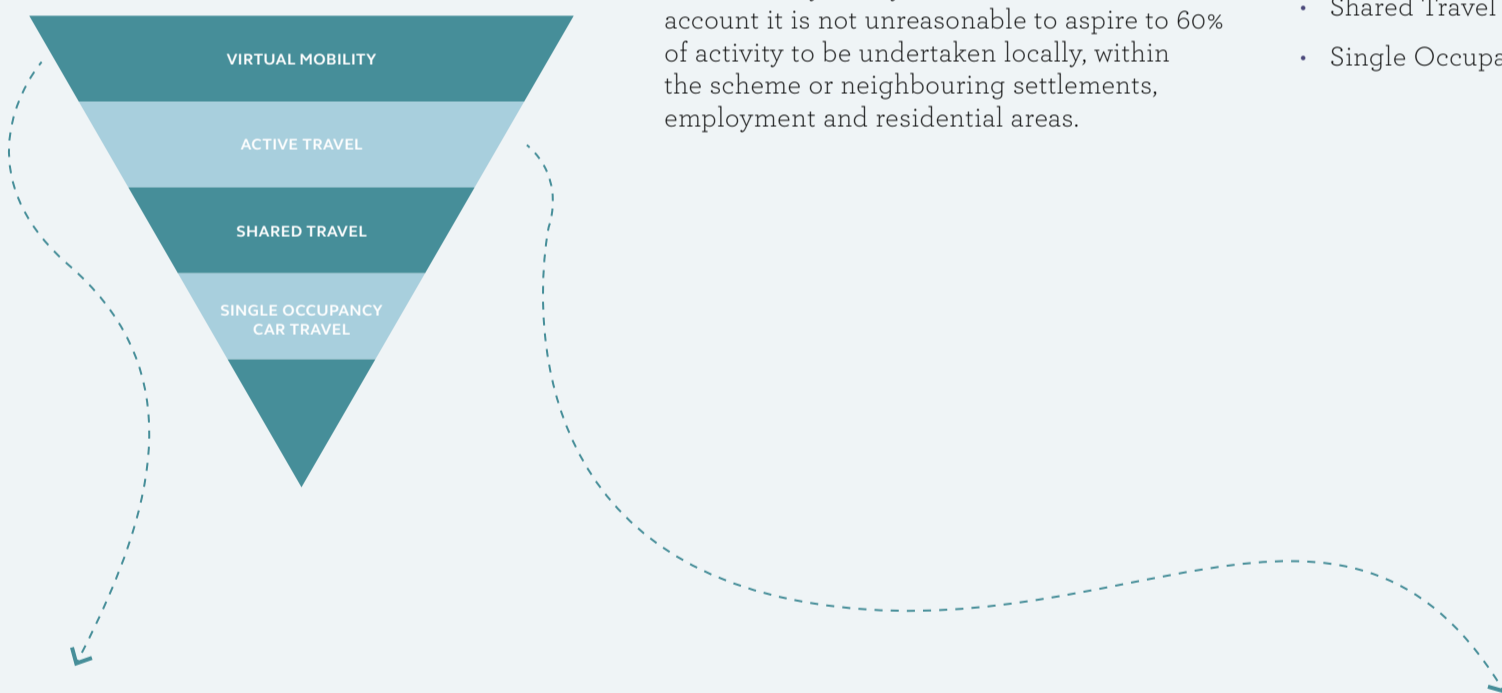 VIRTUAL MOBILITY
ACTIVE TRAVEL
SHARED TRAVEL
SINGLE OCCUPANCY
CAR TRAVEL
account it is not unreasonable to aspire to 60%
of activity to be undertaken locally, within
the scheme or neighbouring settlements,
employment and residential areas.
• Shared Travel
• Single